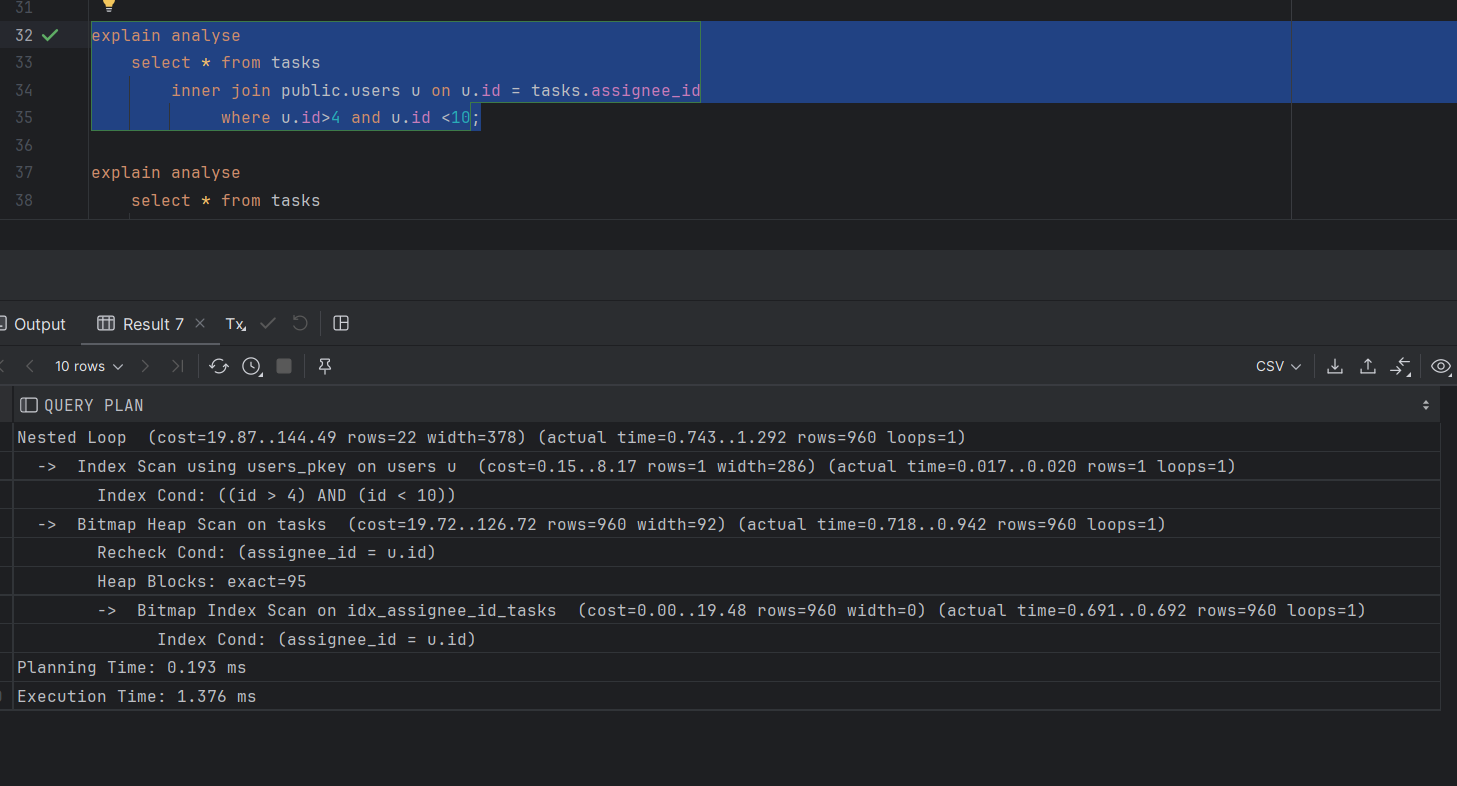 31
32 explain analyse
33 select * from tasks
34 inner join public.users u on u.id = tasks.assignee_id
35 where u.id>4 and u.id <10;
36
37 explain analyse
38 select * from tasks
Output Result 7 × Tx
10 rows CSV
QUERY PLAN
Nested Loop  (cost=19.87..144.49 rows=22 width=378) (actual time=0.743..1.292 rows=960 loops=1)
->  Index Scan using users_pkey on users u  (cost=0.15..8.17 rows=1 width=286) (actual time=0.017..0.020 rows=1 loops=1)
Index Cond: ((id > 4) AND (id < 10))
->  Bitmap Heap Scan on tasks  (cost=19.72..126.72 rows=960 width=92) (actual time=0.718..0.942 rows=960 loops=1)
Recheck Cond: (assignee_id = u.id)
Heap Blocks: exact=95
->  Bitmap Index Scan on idx_assignee_id_tasks  (cost=0.00..19.48 rows=960 width=0) (actual time=0.691..0.692 rows=960 loops=1)
Index Cond: (assignee_id = u.id)
Planning Time: 0.193 ms
Execution Time: 1.376 ms